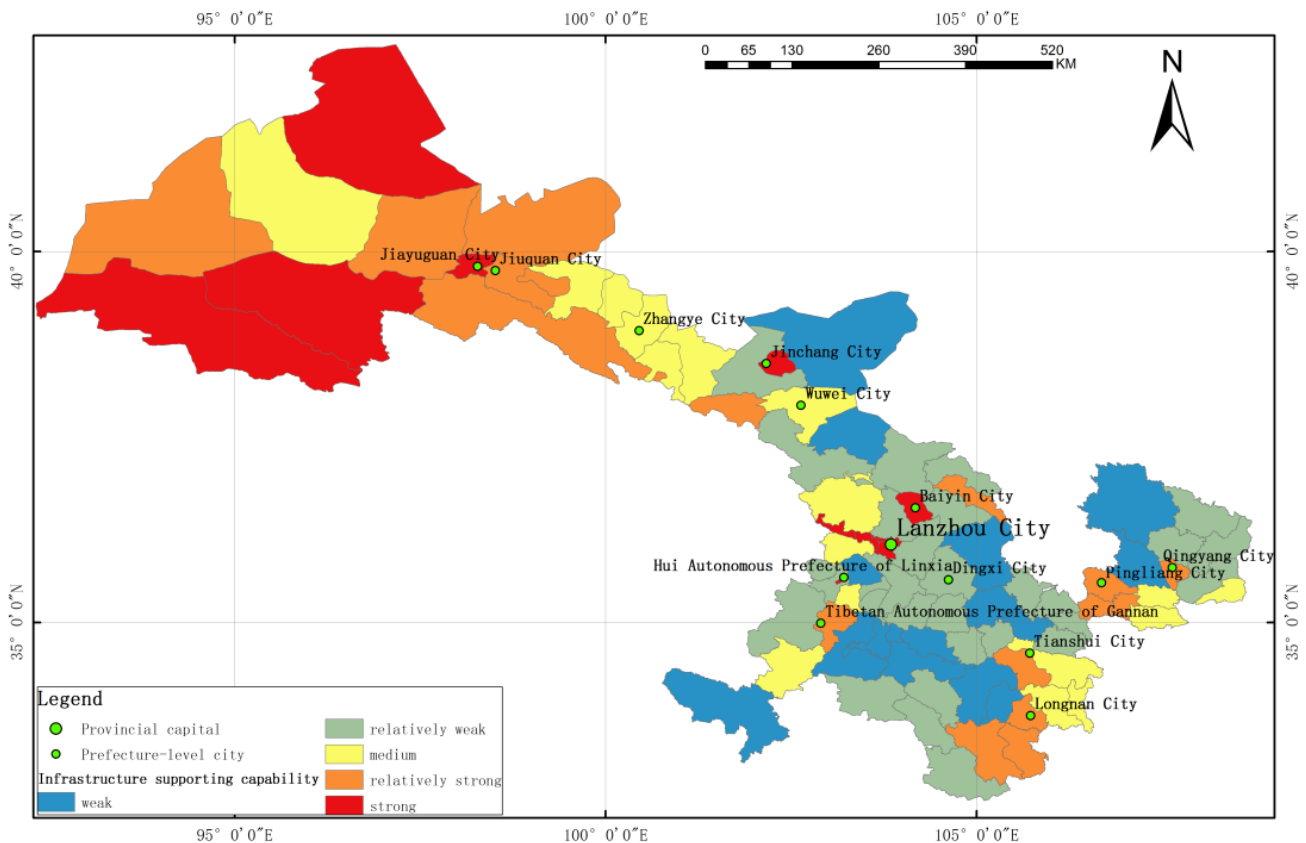 95° 0'0"E
100° 0'0"E
105° 0'0"E
0 65 130 260 390 520
KM
N
40° 0'0"N
40° 0'0"N
Jiayuguan City
Jiuquan City
Zhangye City
Jinchang City
Wuwei City
Baiyin City
Lanzhou City
Hui Autonomous Prefecture of Linxia
Dingxi City
Qingyang City
Pingliang City
Tibetan Autonomous Prefecture of Gannan
35° 0'0"N
35° 0'0"N
Tianshui City
Longnan City
Legend
Provincial capital
Prefecture-level city
Infrastructure supporting capability
weak
relatively weak
medium
relatively strong
strong
95° 0'0"E
100° 0'0"E
105° 0'0"E